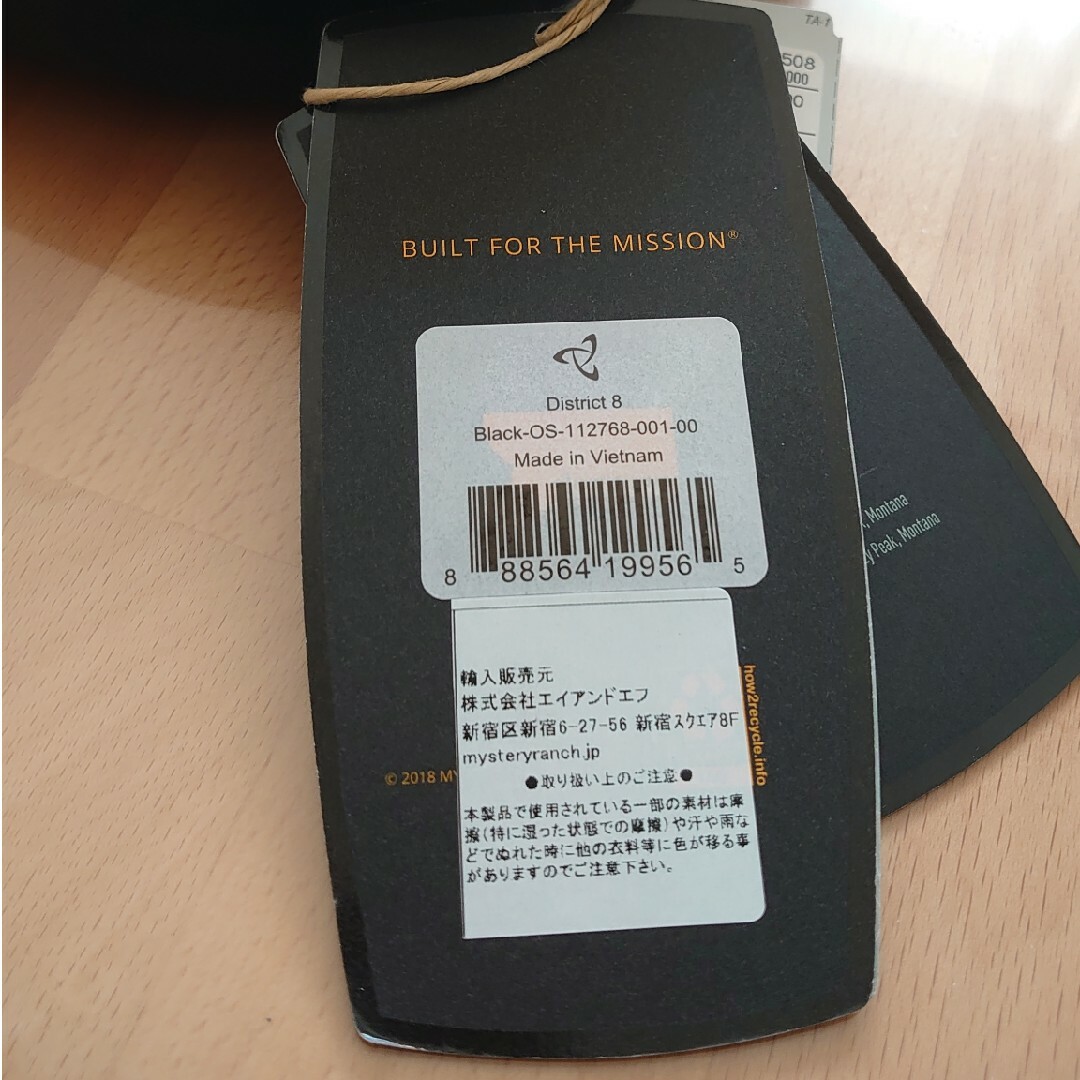 TA-1
508
000
BUILT FOR THE MISSION®
District 8
Black-OS-112768-001-00
Made in Vietnam
8 88564 19956 5
Montana
Peak, Montana
輸入販売元
株式会社エイアンドエフ
新宿区新宿6-27-56 新宿スクエア8F
mysteryranch.jp
© 2018 MY
●取り扱い上のご注意●
本製品で使用されている一部の素材は摩
擦(特に湿った状態での摩擦)や汗や雨な
どでぬれた時に他の衣料等に色が移る事
がありますのでご注意下さい。
how2recycle.info